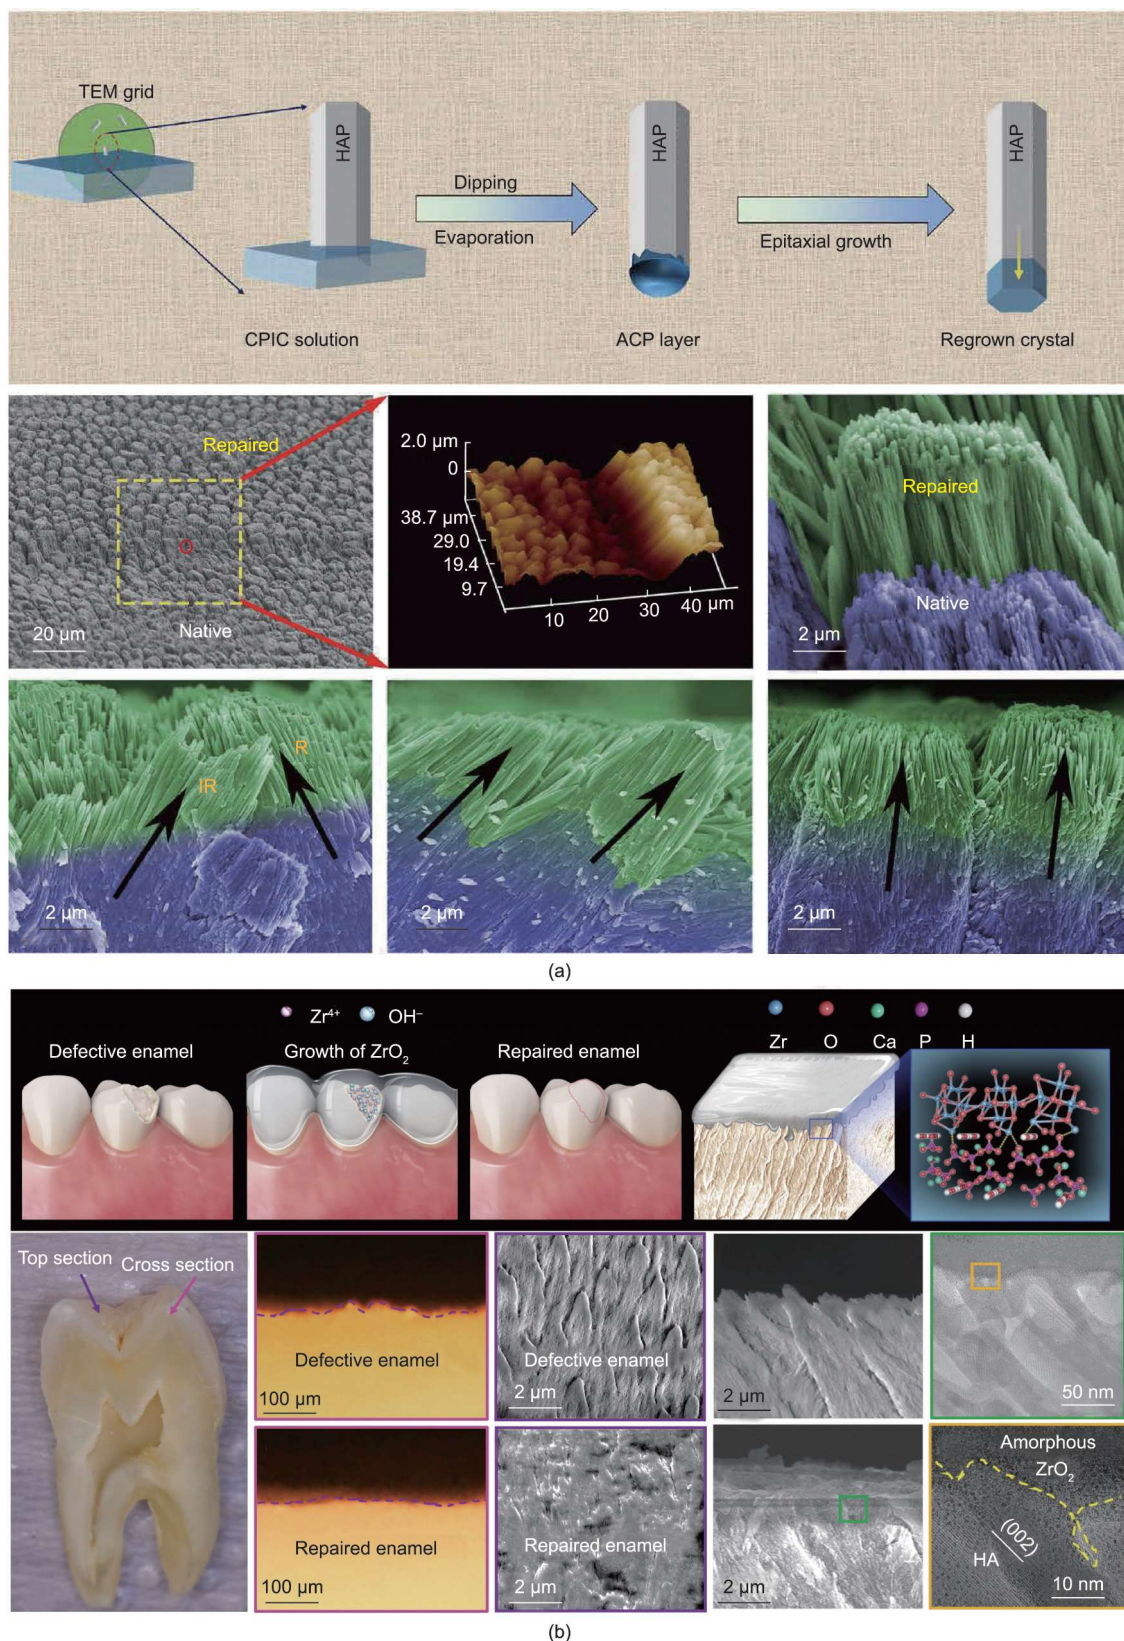 TEM grid
HAP
HAP
HAP
Dipping
Evaporation
Epitaxial growth
CPIC solution
ACP layer
Regrown crystal
Repaired
Native
20 μm
2.0 μm
0
38.7 μm
29.0
19.4
9.7
10
20
30
40 μm
Repaired
Native
2 μm
R
IR
2 μm
2 μm
2 μm
(a)
Zr⁴⁺
OH⁻
Defective enamel
Growth of ZrO₂
Repaired enamel
Zr
O
Ca
P
H
Top section
Cross section
Defective enamel
100 μm
Defective enamel
2 μm
2 μm
50 nm
Repaired enamel
100 μm
Repaired enamel
2 μm
2 μm
Amorphous
ZrO₂
(002)
HA
10 nm
(b)